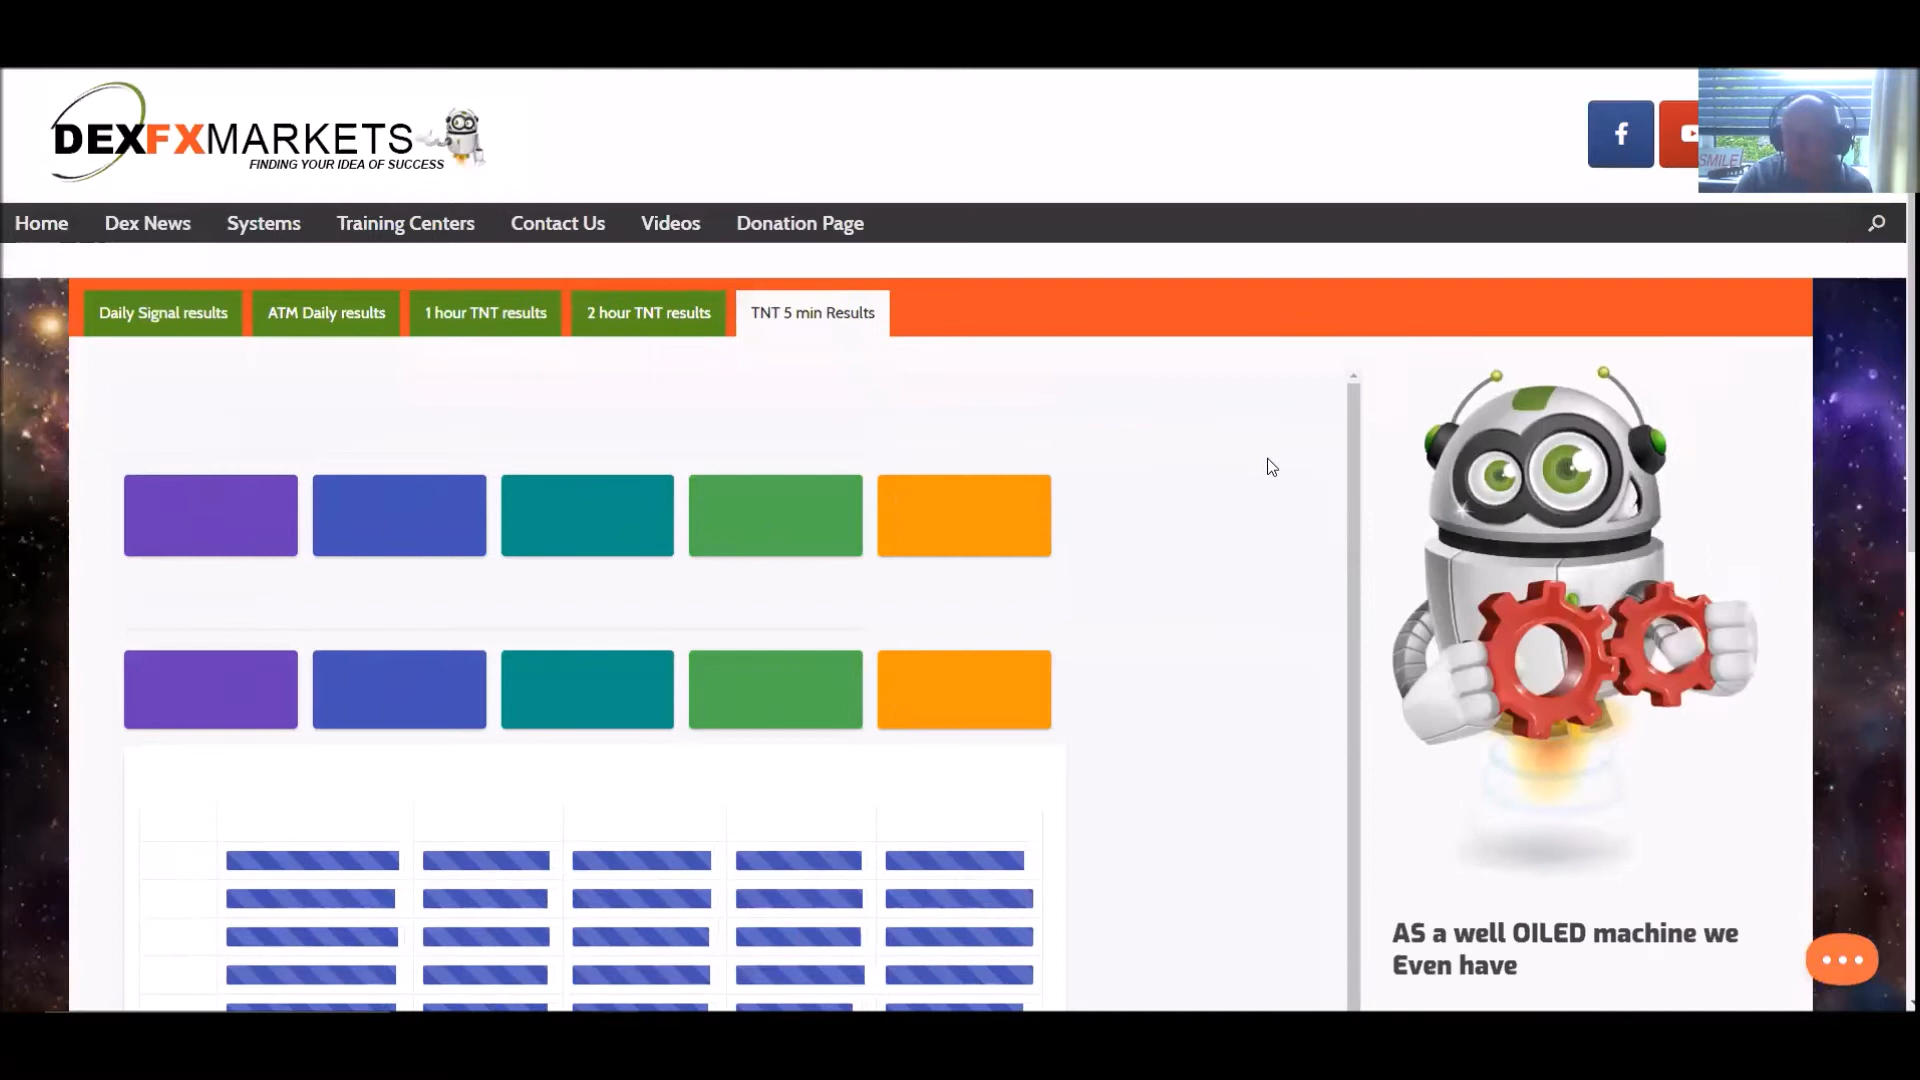 DEXFXMARKETS
FINDING YOUR IDEA OF SUCCESS
f
SMILE
Home Dex News Systems Training Centers Contact Us Videos Donation Page
Daily Signal results ATM Daily results 1 hour TNT results 2 hour TNT results TNT 5 min Results
AS a well OILED machine we
Even have